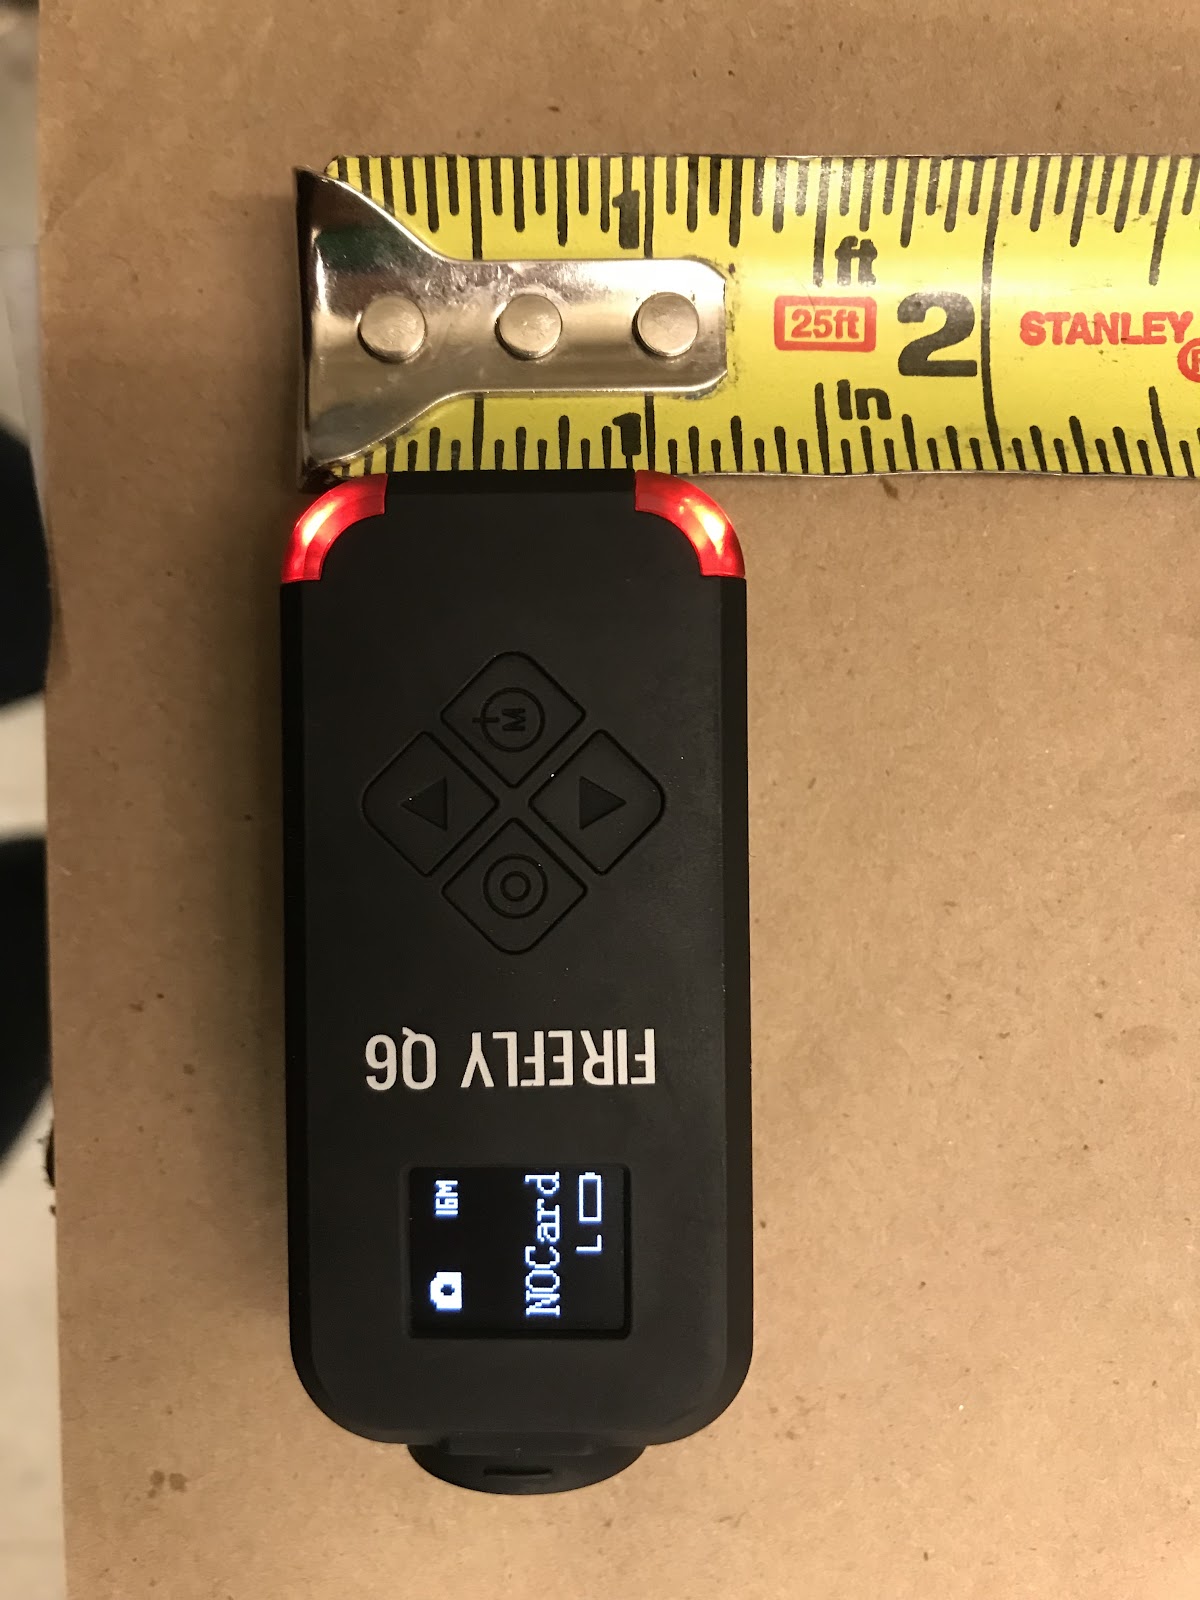 1
ft
25ft
2
STANLEY
R
in
1
M
FIREFLY Q6
16M
NOCard
L